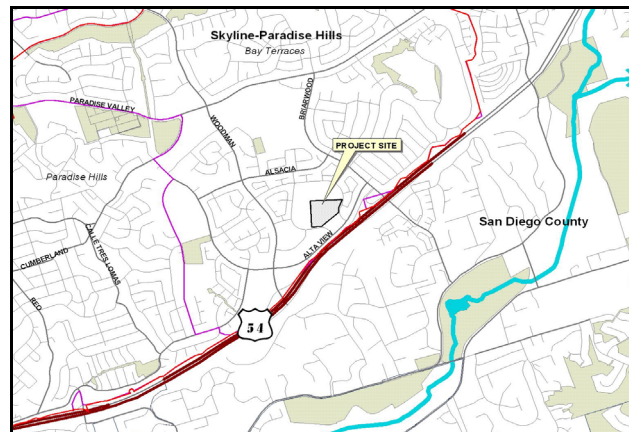 Skyline-Paradise Hills
Bay Terraces
PARADISE VALLEY
WOODMAN
BRIARWOOD
PROJECT SITE
ALSACIA
Paradise Hills
San Diego County
ALTA VIEW
CALLE TRES LOMAS
CUMBERLAND
REO
54